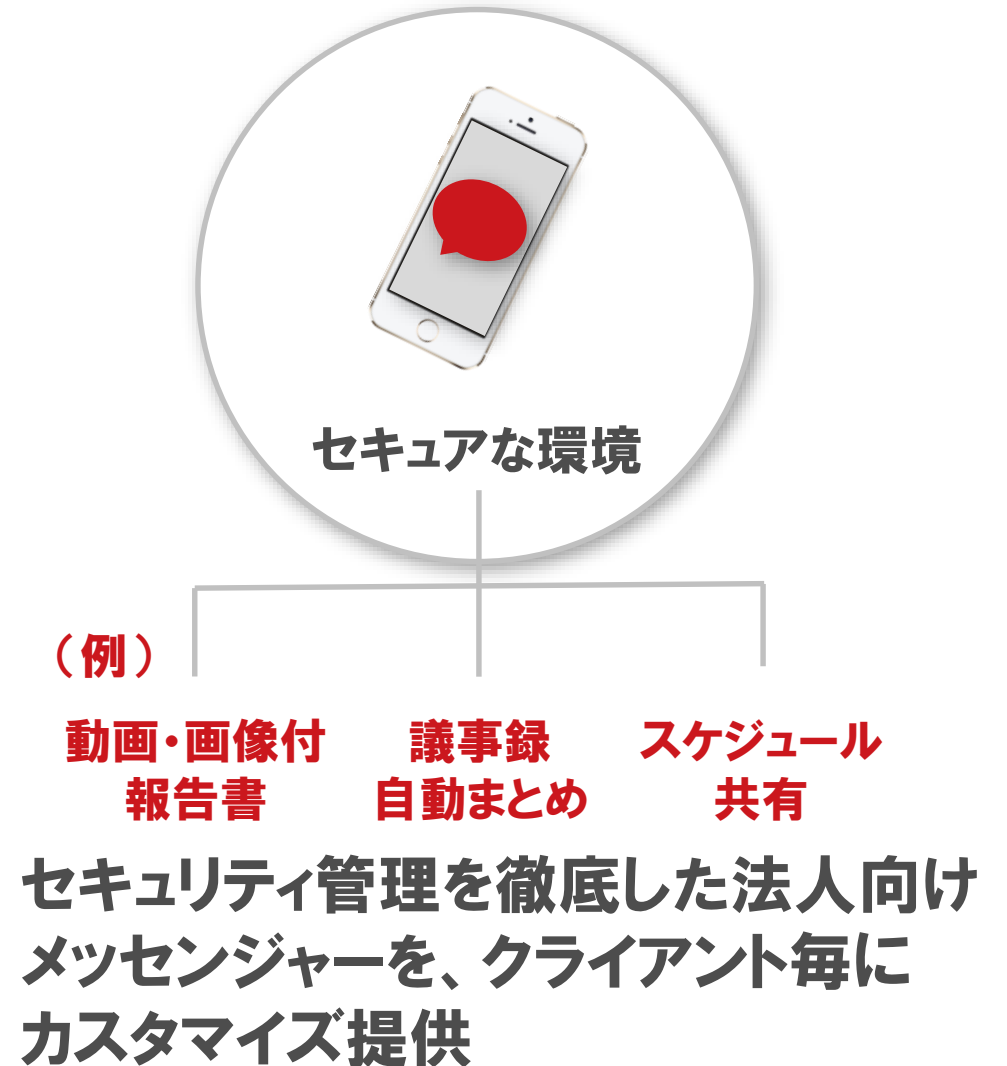 セキュアな環境
（例）
動画・画像付
報告書
議事録
自動まとめ
スケジュール
共有
セキュリティ管理を徹底した法人向け
メッセンジャーを、クライアント毎に
カスタマイズ提供